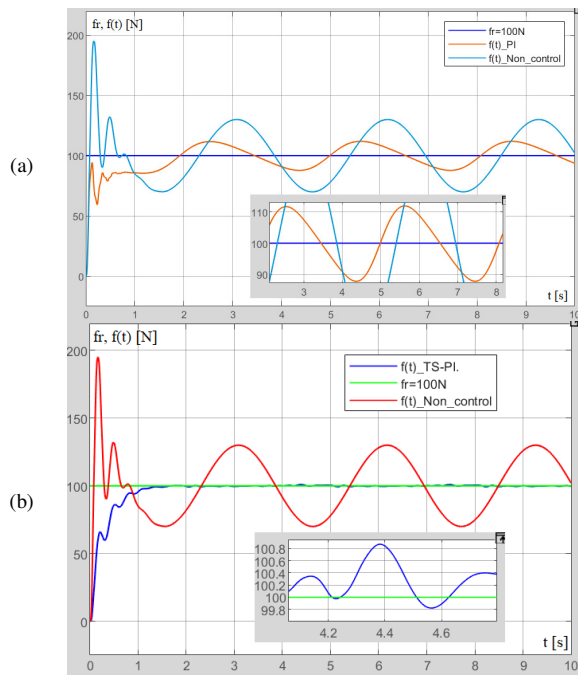 fr, f(t) [N]
fr=100N
f(t)_PI
f(t)_Non_control
200
150
100
50
0
110
100
90
3 4 5 6 7 8
t [s]
0 1 2 3 4 5 6 7 8 9 10
(a)
fr, f(t) [N]
f(t)_TS-PI.
fr=100N
f(t)_Non_control
200
150
100
50
0
100.8
100.4
100.2
100
99.8
4.2 4.4 4.6
t [s]
0 1 2 3 4 5 6 7 8 9 10
(b)